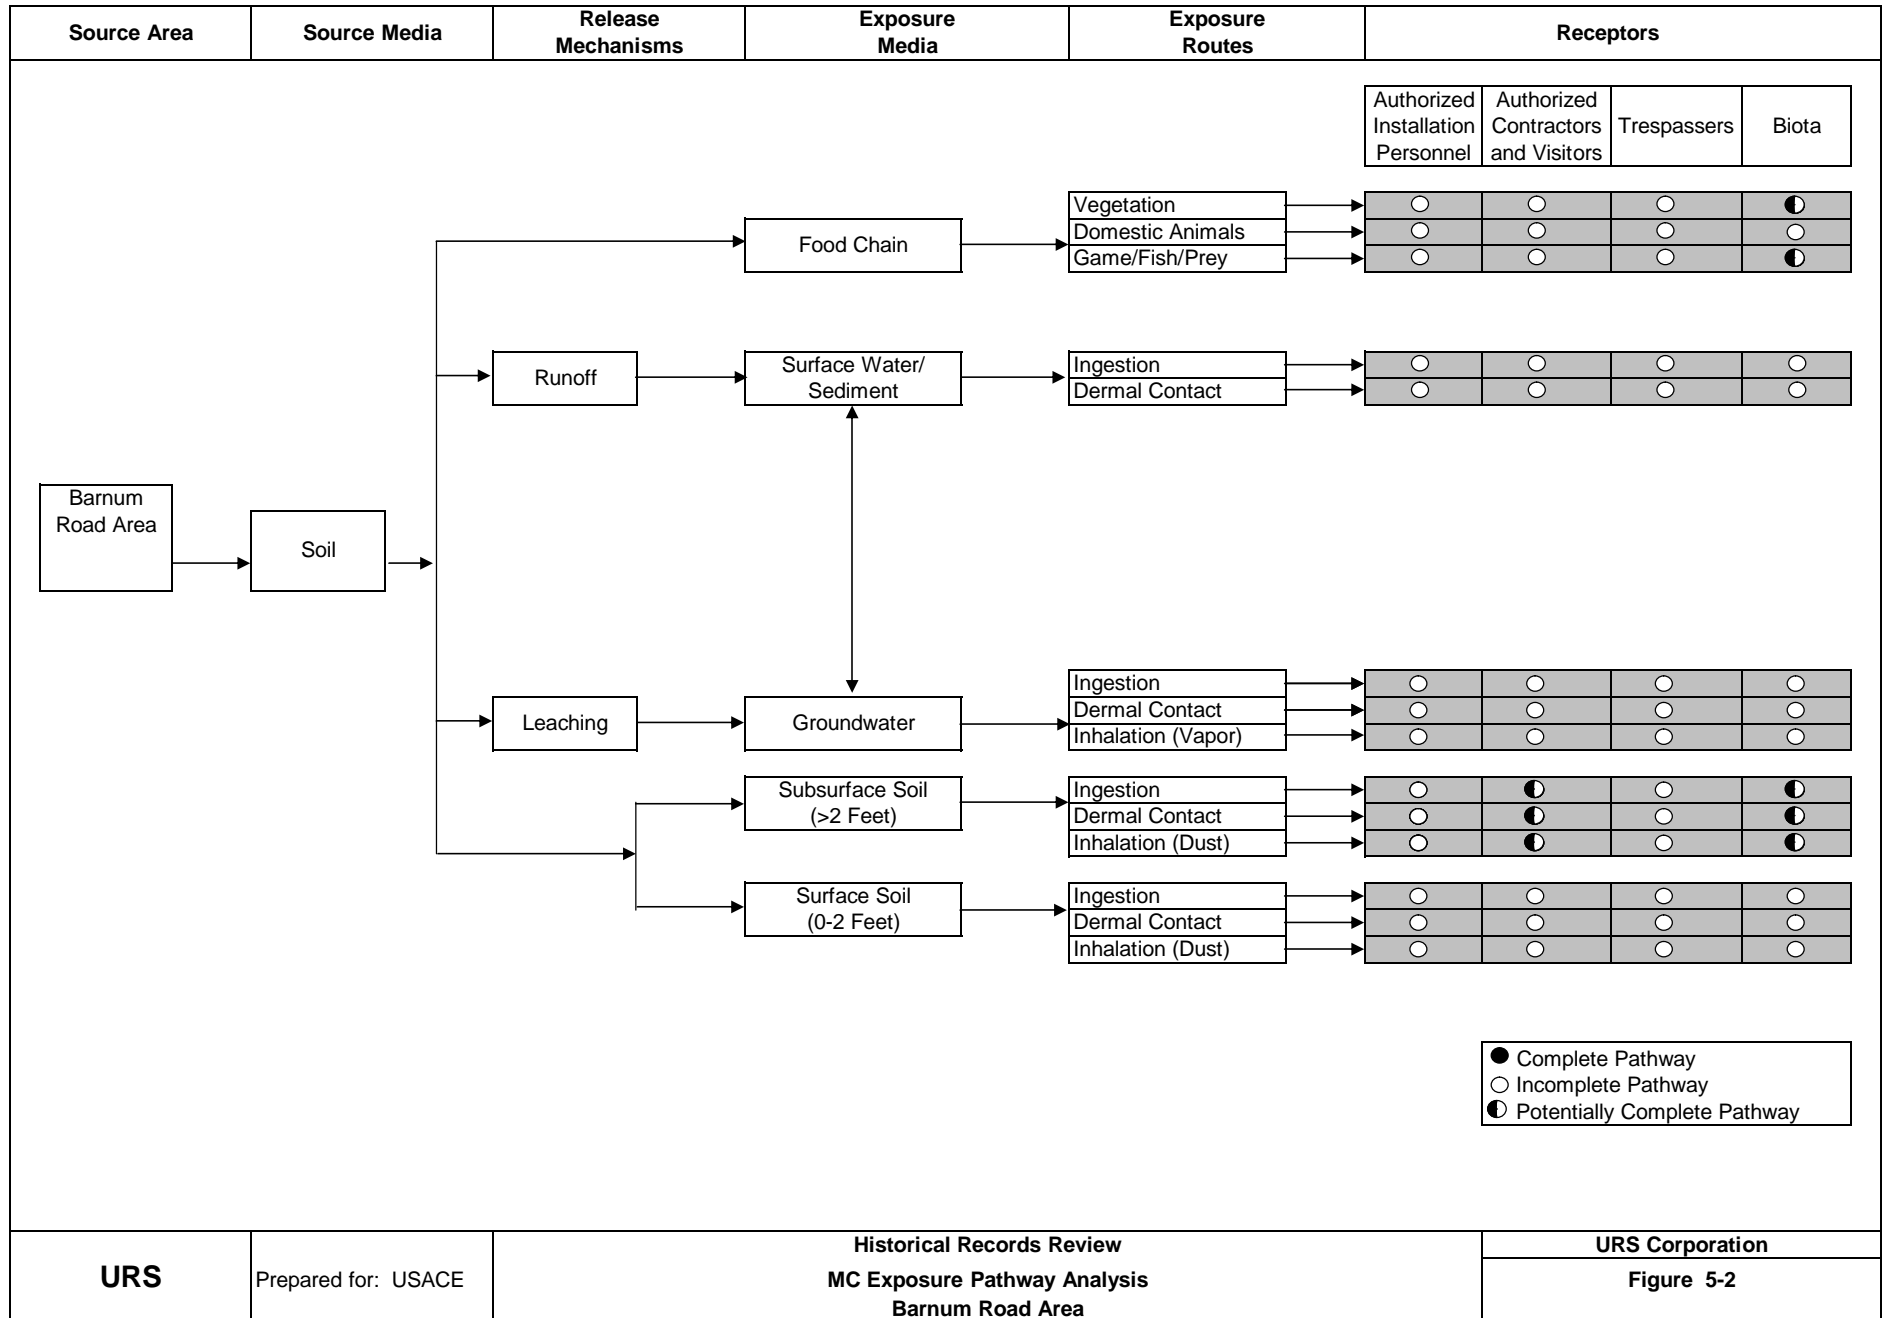 Source Area
Source Media
Release
Mechanisms
Exposure
Media
Exposure
Routes
Receptors
Authorized
Installation
Personnel
Authorized
Contractors
and Visitors
Trespassers
Biota
Food Chain
Vegetation
Domestic Animals
Game/Fish/Prey
Runoff
Surface Water/
Sediment
Ingestion
Dermal Contact
Barnum
Road Area
Soil
Leaching
Groundwater
Ingestion
Dermal Contact
Inhalation (Vapor)
Subsurface Soil
(>2 Feet)
Ingestion
Dermal Contact
Inhalation (Dust)
Surface Soil
(0-2 Feet)
Ingestion
Dermal Contact
Inhalation (Dust)
Complete Pathway
Incomplete Pathway
Potentially Complete Pathway
URS
Prepared for: USACE
Historical Records Review
MC Exposure Pathway Analysis
Barnum Road Area
URS Corporation
Figure 5-2